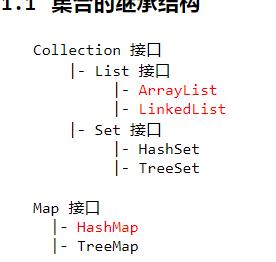 1.1 集合的继承结构
Collection 接口
|- List 接口
|- ArrayList
|- LinkedList
|- Set 接口
|- HashSet
|- TreeSet
Map 接口
|- HashMap
|- TreeMap